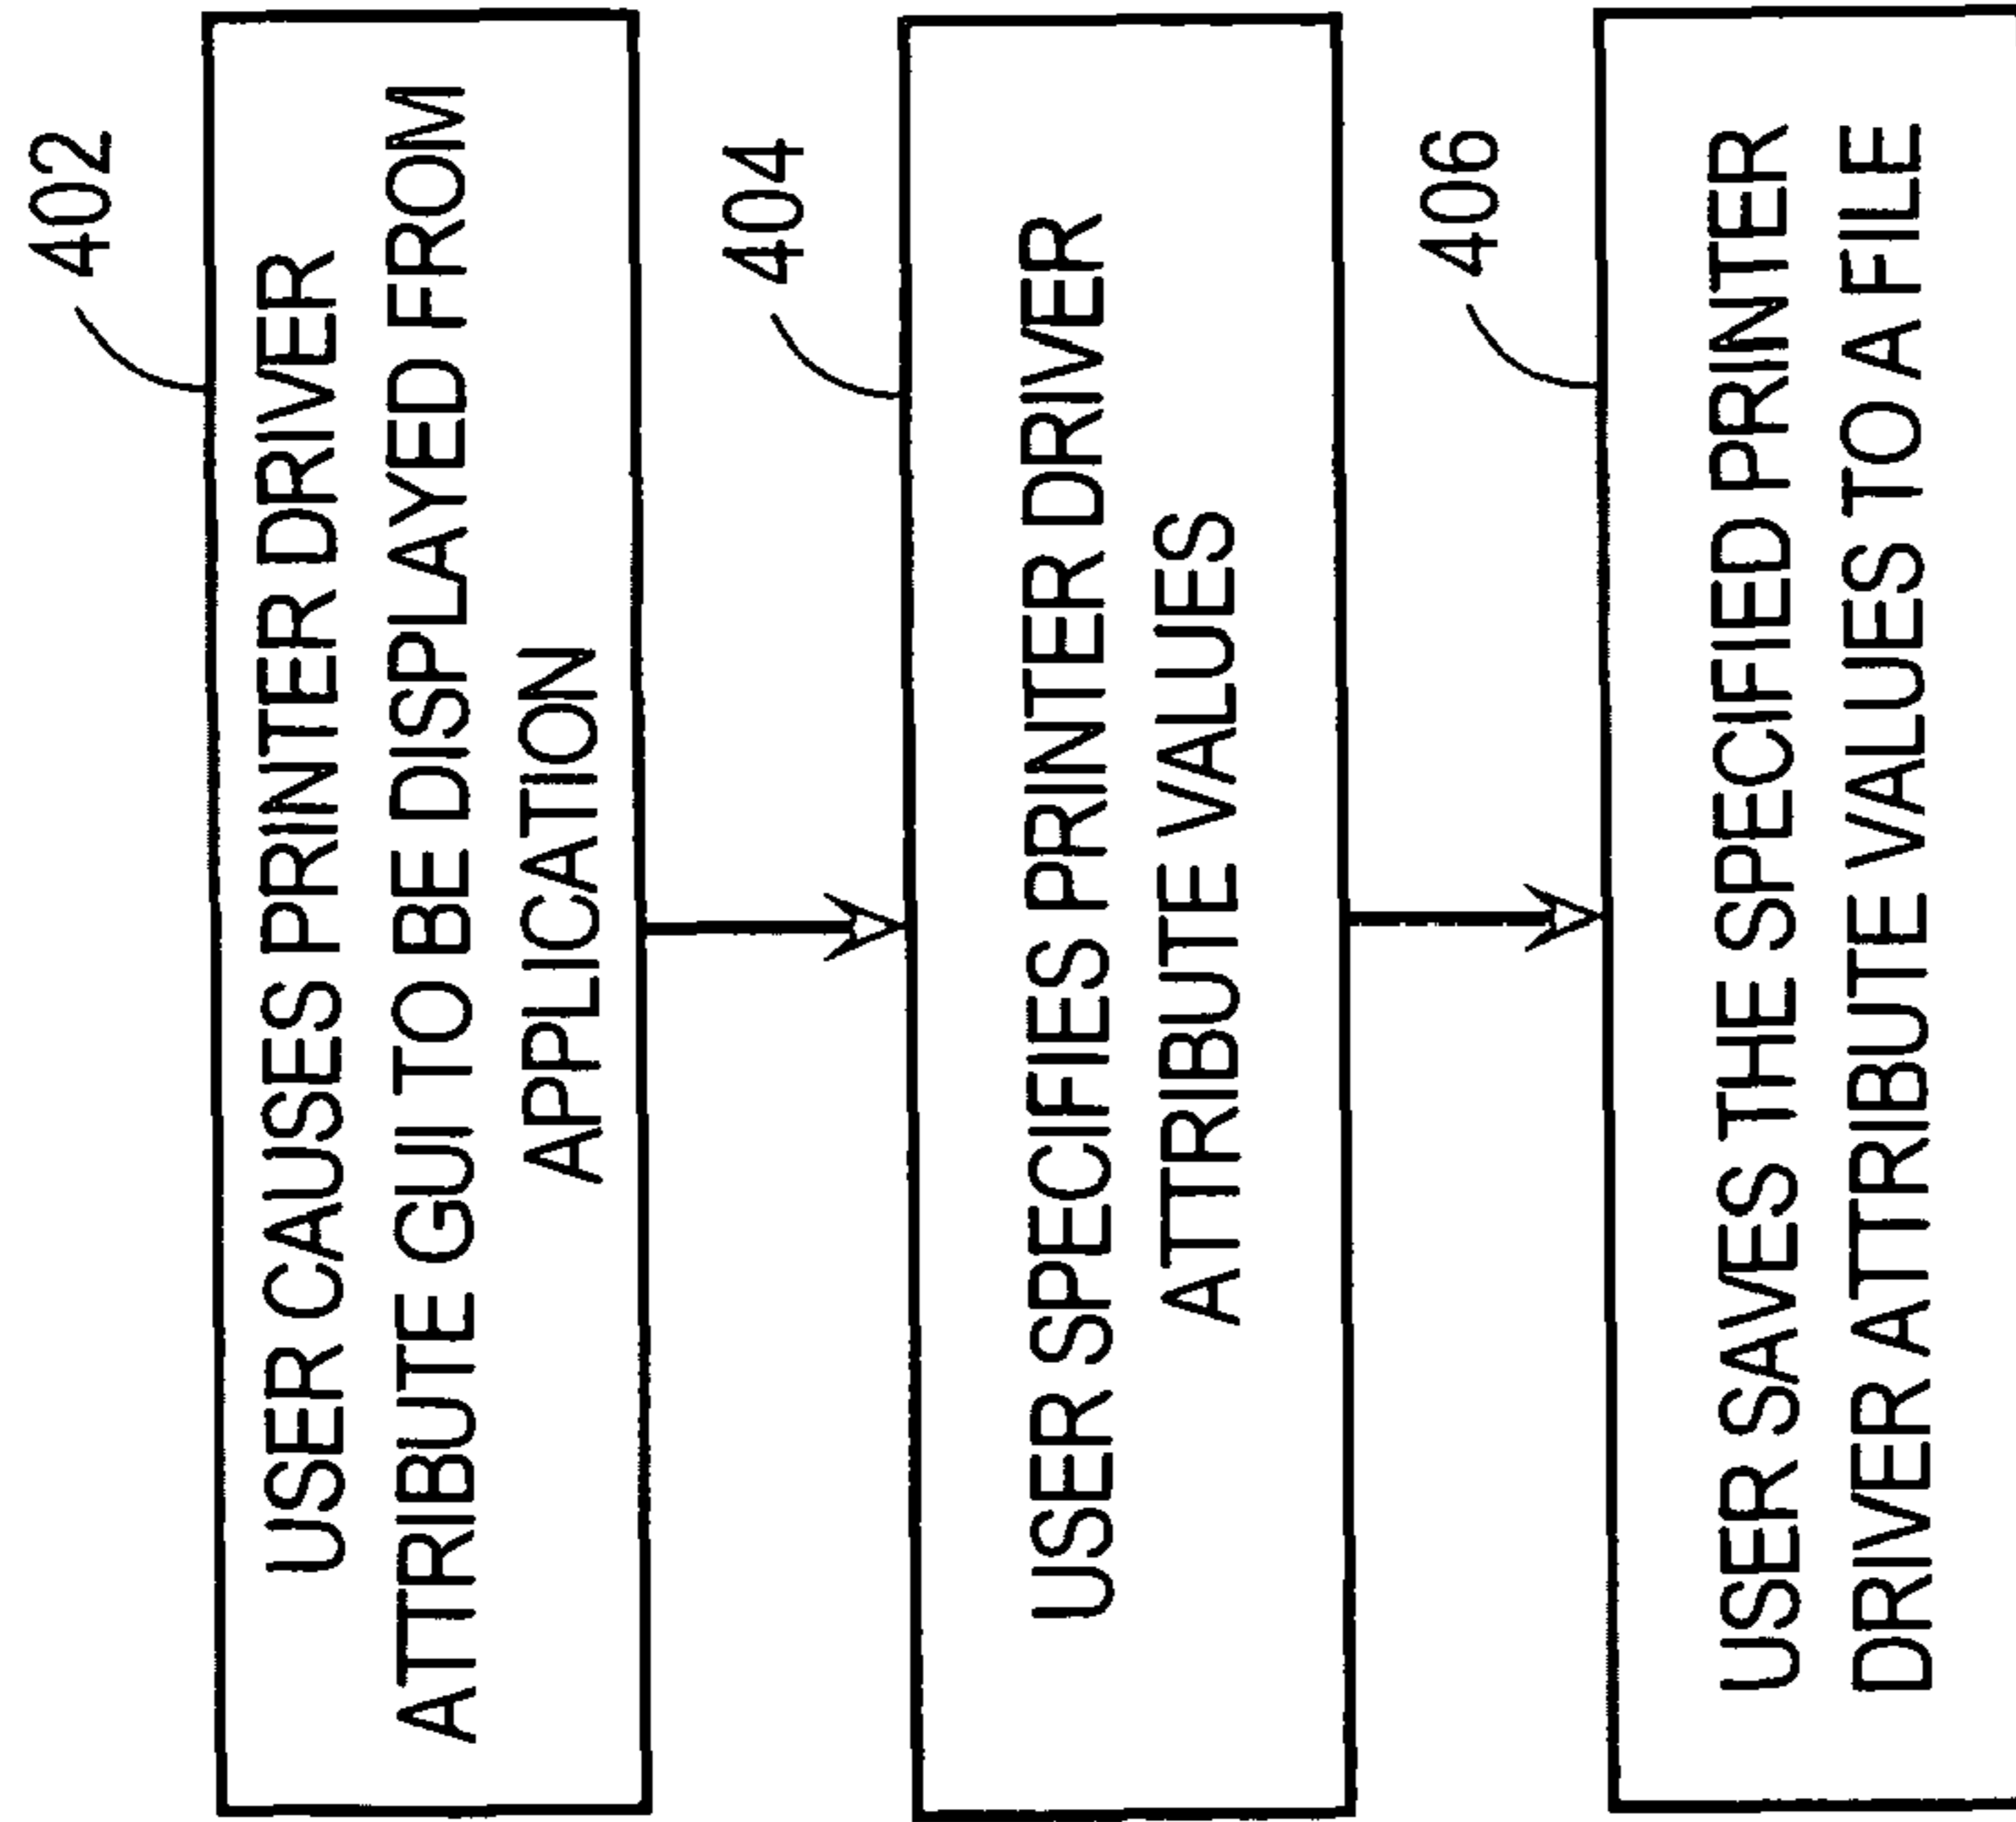 402
USER CAUSES PRINTER DRIVER
ATTRIBUTE GUI TO BE DISPLAYED FROM
APPLICATION
404
USER SPECIFIES PRINTER DRIVER
ATTRIBUTE VALUES
406
USER SAVES THE SPECIFIED PRINTER
DRIVER ATTRIBUTE VALUES TO A FILE